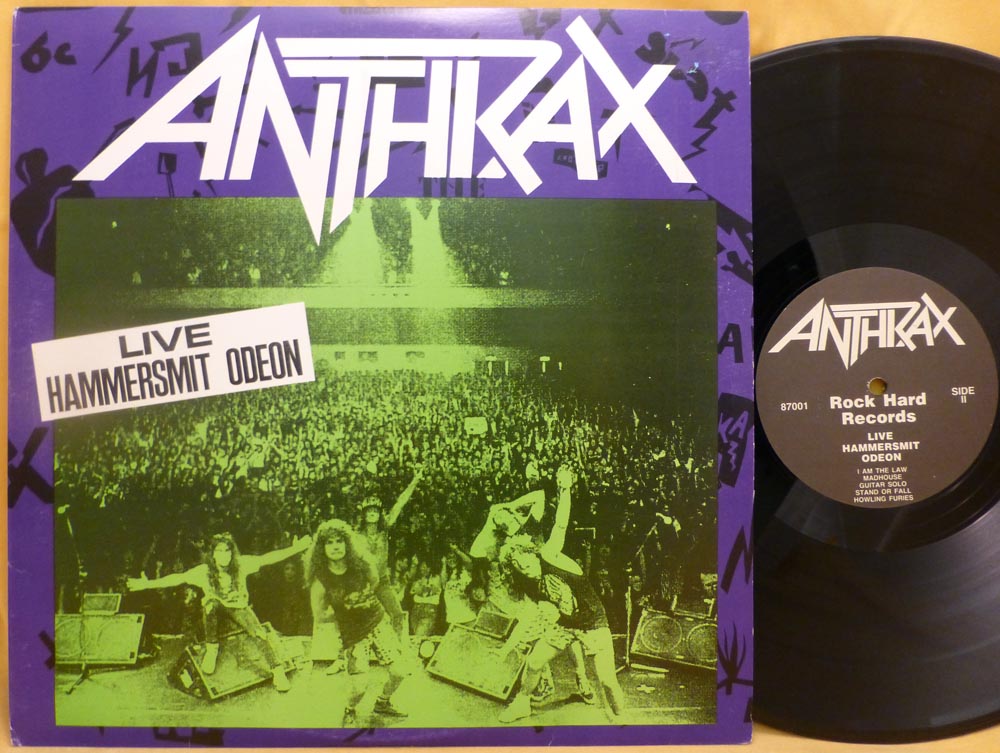 ANTHRAX
THE
LIVE
HAMMERSMIT ODEON
ANTHRAX
87001
Rock Hard
Records
SIDE
II
LIVE
HAMMERSMIT
ODEON
I AM THE LAW
MADHOUSE
GUITAR SOLO
STAND OR FALL
HOWLING FURIES